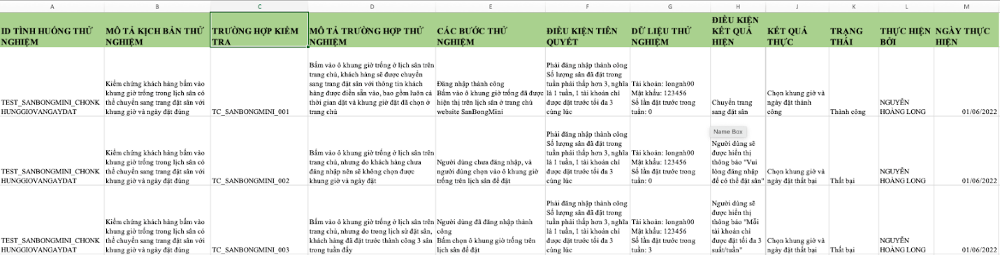 A B C D E F G H J K L M
ID TÌNH HUỐNG THỬ
NGHIỆM
MÔ TẢ KỊCH BẢN THỬ
NGHIỆM
TRƯỜNG HỢP KIỂM
TRA
MÔ TẢ TRƯỜNG HỢP THỬ
NGHIỆM
CÁC BƯỚC THỬ
NGHIỆM
ĐIỀU KIỆN TIÊN
QUYẾT
DỮ LIỆU THỬ
NGHIỆM
ĐIỀU KIỆN
KẾT QUẢ
HIỆN
KẾT QUẢ
THỰC
TRẠNG
THÁI
THỰC HIỆN
BỞI
NGÀY THỰC
HIỆN
TEST_SANBONGMINI_CHONK
HUNGGIOVANGAYDAT
Kiểm chứng khách hàng bấm vào
khung giờ trống trong lịch sân có
thể chuyển sang trang đặt sân với
khung giờ và ngày đặt đúng
TC_SANBONGMINI_001
Bấm vào ô khung giờ trống ở lịch sân trên
trang chủ, khách hàng sẽ được chuyển
sang trang đặt sân với thông tin khách
hàng được điền sẵn vào, bao gồm luôn cả
thời gian đặt và khung giờ đặt đã chọn ở
trang chủ
Đăng nhập thành công
Bấm vào ô khung giờ trống đã được
hiện thị trên lịch sân ở trang chủ
website SanBongMini
Phải đăng nhập thành công
Số lượng sân đã đặt trong
tuần phải thấp hơn 3, nghĩa
là 1 tuần, 1 tài khoản chỉ
được đặt trước tối đa 3
cùng lúc
Tài khoản: longnh00
Mật khẩu: 123456
Số lần đặt trước trong
tuần: 0
Chuyển trang
sang đặt sân
Chọn khung giờ và
ngày đặt thành
công
Thành công
NGUYỄN
HOÀNG LONG
01/06/2022
Name Box
TEST_SANBONGMINI_CHONK
HUNGGIOVANGAYDAT
Kiểm chứng khách hàng bấm vào
khung giờ trống trong lịch sân có
thể chuyển sang trang đặt sân với
khung giờ và ngày đặt đúng
TC_SANBONGMINI_002
Bấm vào ô khung giờ trống ở lịch sân trên
trang chủ, nhưng do khách hàng chưa
đăng nhập nên sẽ không chọn được
khung giờ và ngày đặt
Người dùng chưa đăng nhập, và
người dùng chọn vào ô khung giờ
trống trên lịch sân để đặt
Phải đăng nhập thành công
Số lượng sân đã đặt trong
tuần phải thấp hơn 3, nghĩa
là 1 tuần, 1 tài khoản chỉ
được đặt trước tối đa 3
cùng lúc
Tài khoản: longnh00
Mật khẩu: 123456
Số lần đặt trước trong
tuần: 0
Người dùng sẽ
được hiển thị
thông báo "Vui
lòng đăng nhập
để có thể đặt sân"
Chọn khung giờ và
ngày đặt thất bại
Thất bại
NGUYỄN
HOÀNG LONG
01/06/2022
TEST_SANBONGMINI_CHONK
HUNGGIOVANGAYDAT
Kiểm chứng khách hàng bấm vào
khung giờ trống trong lịch sân có
thể chuyển sang trang đặt sân với
khung giờ và ngày đặt đúng
TC_SANBONGMINI_003
Bấm vào ô khung giờ trống ở lịch sân trên
trang chủ, nhưng do trong lịch sử đặt sân,
khách hàng đã đặt trước thành công 3 sân
trong tuần đấy
Người dùng đã đăng nhập thành
công
Bấm chọn ô khung giờ trống trên
lịch sân để đặt
Phải đăng nhập thành công
Số lượng sân đã đặt trong
tuần phải thấp hơn 3, nghĩa
là 1 tuần, 1 tài khoản chỉ
được đặt trước tối đa 3
cùng lúc
Tài khoản: longnh00
Mật khẩu: 123456
Số lần đặt trước trong
tuần: 3
Người dùng sẽ
được hiển thị
thông báo "Mỗi
tài khoản chỉ
được đặt tối đa 3
suất/tuần"
Chọn khung giờ và
ngày đặt thất bại
Thất bại
NGUYỄN
HOÀNG LONG
01/06/2022